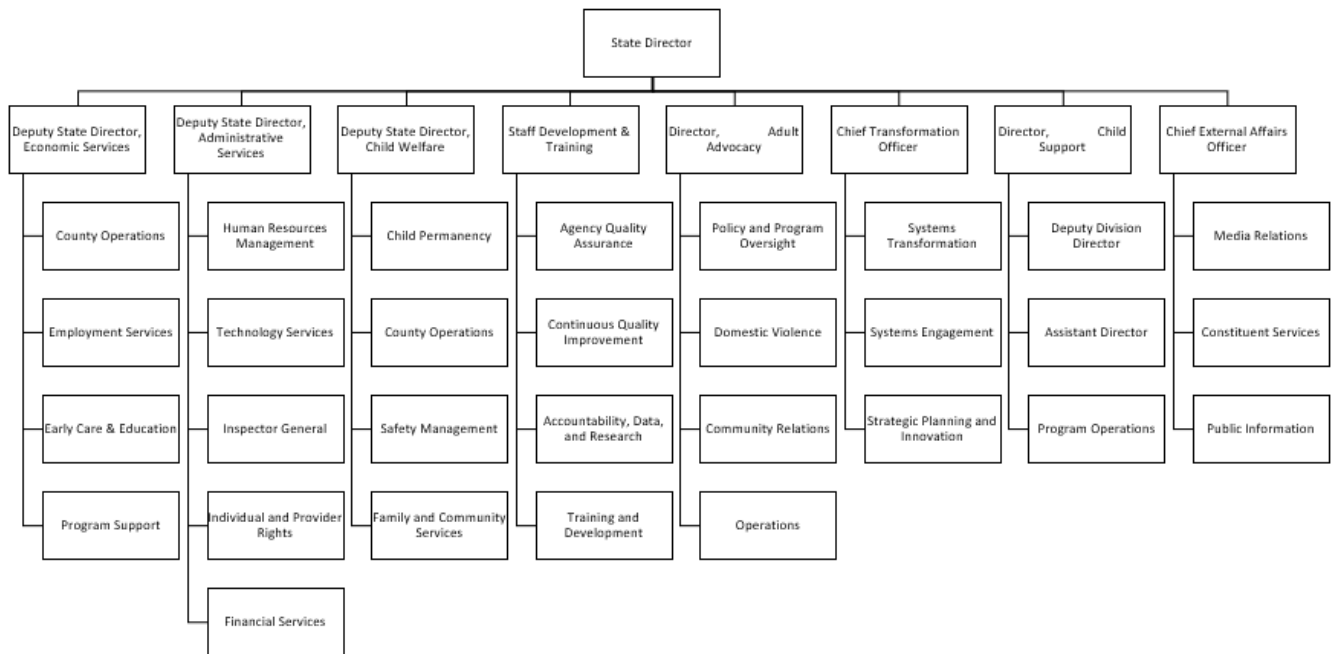 State Director
Deputy State Director,
Economic Services
Deputy State Director,
Administrative
Services
Deputy State Director,
Child Welfare
Staff Development &
Training
Director, Adult
Advocacy
Chief Transformation
Officer
Director, Child
Support
Chief External Affairs
Officer
County Operations
Human Resources
Management
Child Permanency
Agency Quality
Assurance
Policy and Program
Oversight
Systems
Transformation
Deputy Division
Director
Media Relations
Employment Services
Technology Services
County Operations
Continuous Quality
Improvement
Domestic Violence
Systems Engagement
Assistant Director
Constituent Services
Early Care & Education
Inspector General
Safety Management
Accountability, Data,
and Research
Community Relations
Strategic Planning and
Innovation
Program Operations
Public Information
Program Support
Individual and Provider
Rights
Family and Community
Services
Training and
Development
Operations
Financial Services